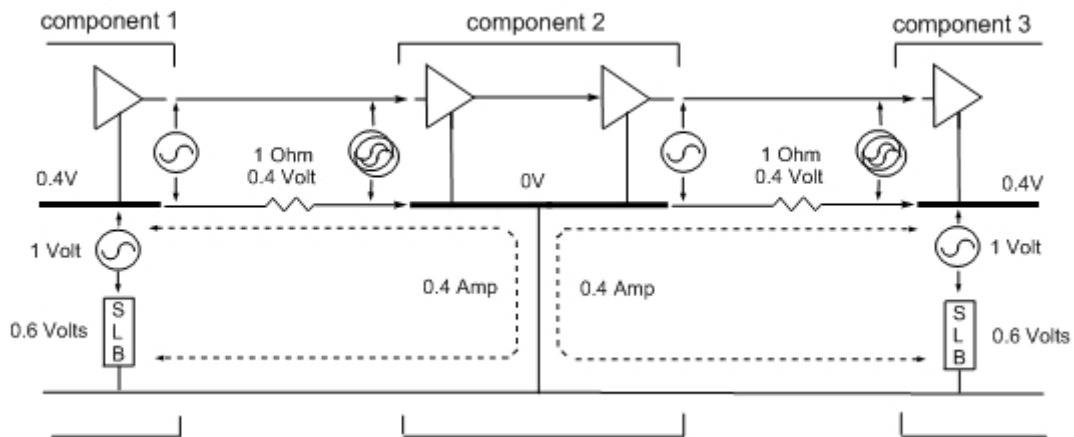 component 1
component 2
component 3
1 Ohm
0.4 Volt
1 Ohm
0.4 Volt
0.4V
0V
0.4V
1 Volt
1 Volt
0.4 Amp
0.4 Amp
0.6 Volts
S
L
B
S
L
B
0.6 Volts